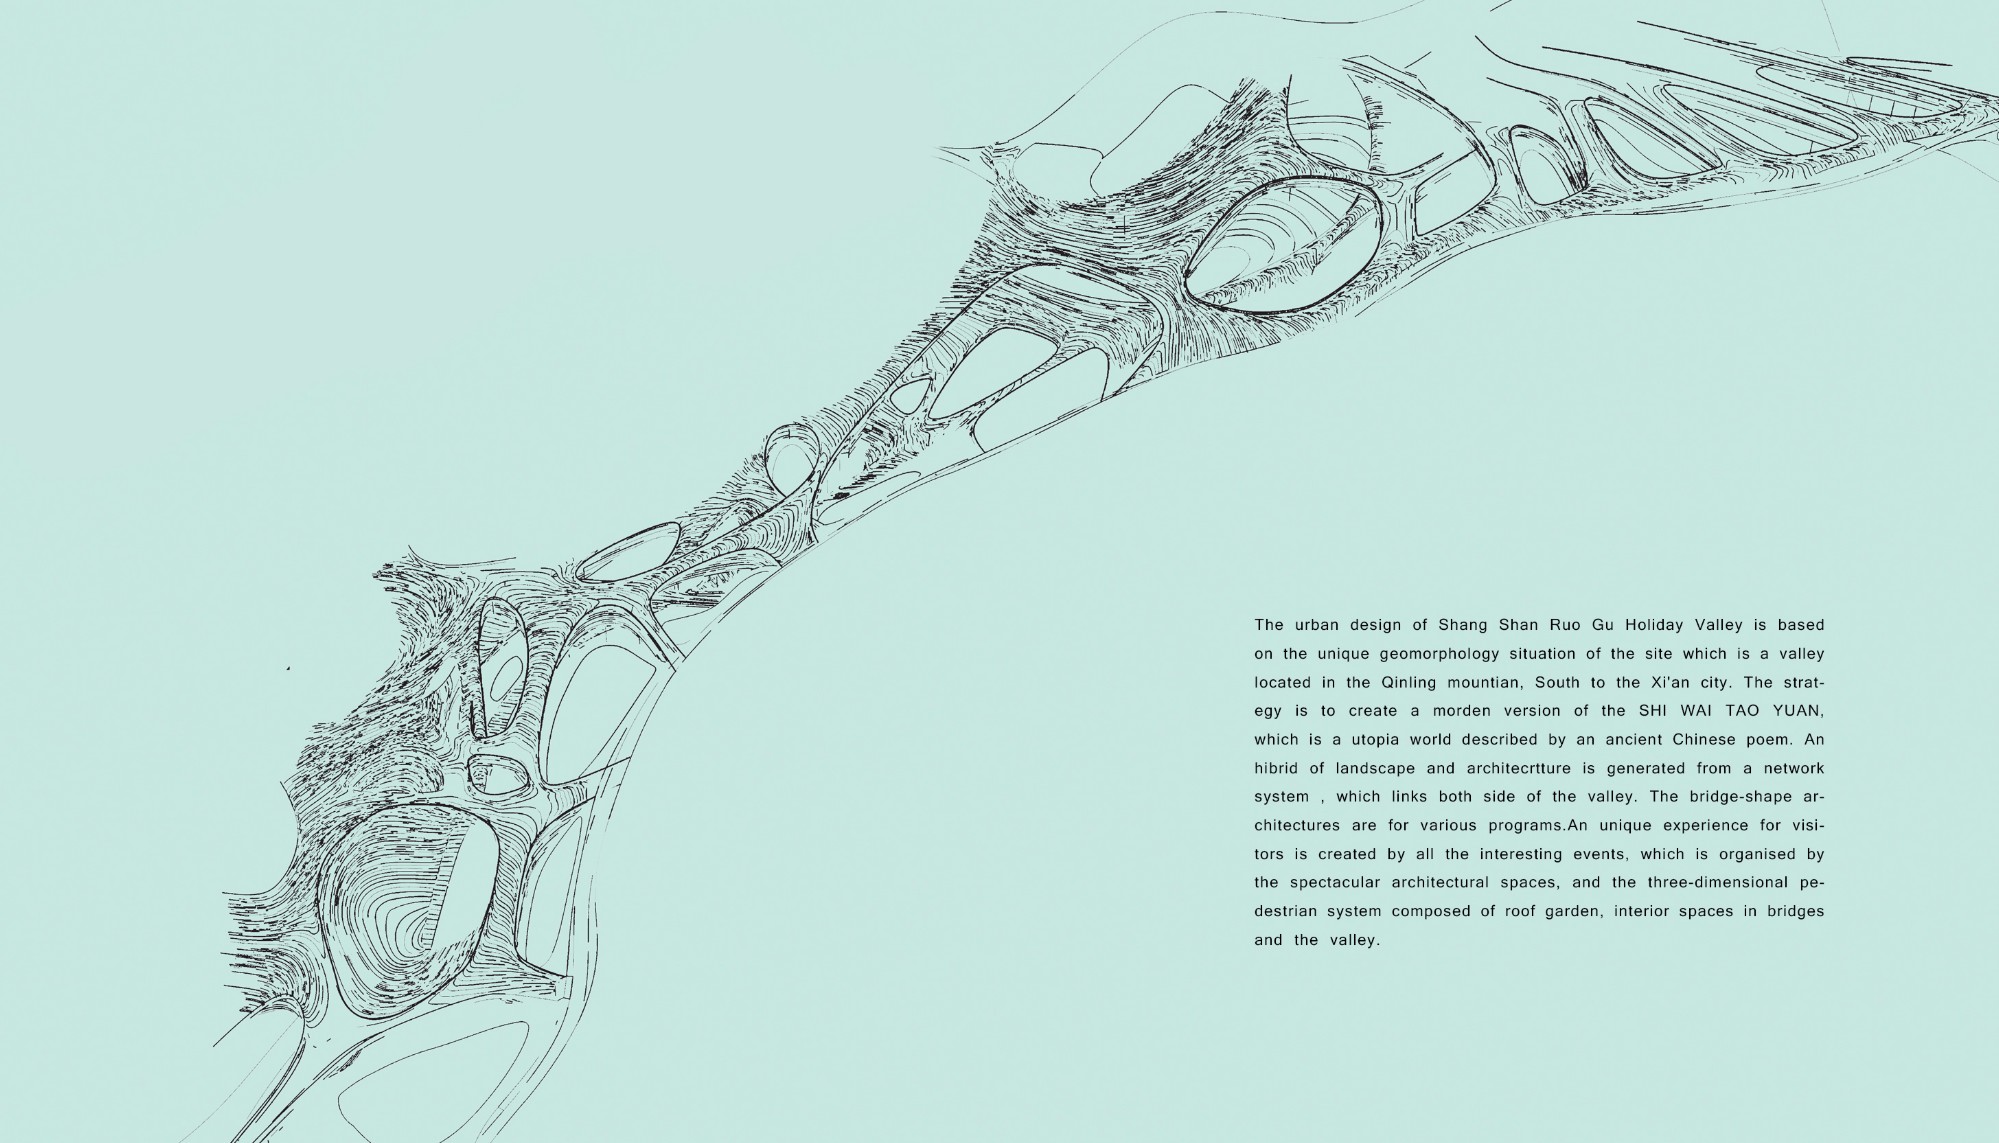 The urban design of Shang Shan Ruo Gu Holiday Valley is based
on the unique geomorphology situation of the site which is a valley
located in the Qinling mountian, South to the Xi'an city. The strat-
egy is to create a morden version of the SHI WAI TAO YUAN,
which is a utopia world described by an ancient Chinese poem. An
hibrid of landscape and architecrtture is generated from a network
system , which links both side of the valley. The bridge-shape ar-
chitectures are for various programs.An unique experience for visi-
tors is created by all the interesting events, which is organised by
the spectacular architectural spaces, and the three-dimensional pe-
destrian system composed of roof garden, interior spaces in bridges
and the valley.